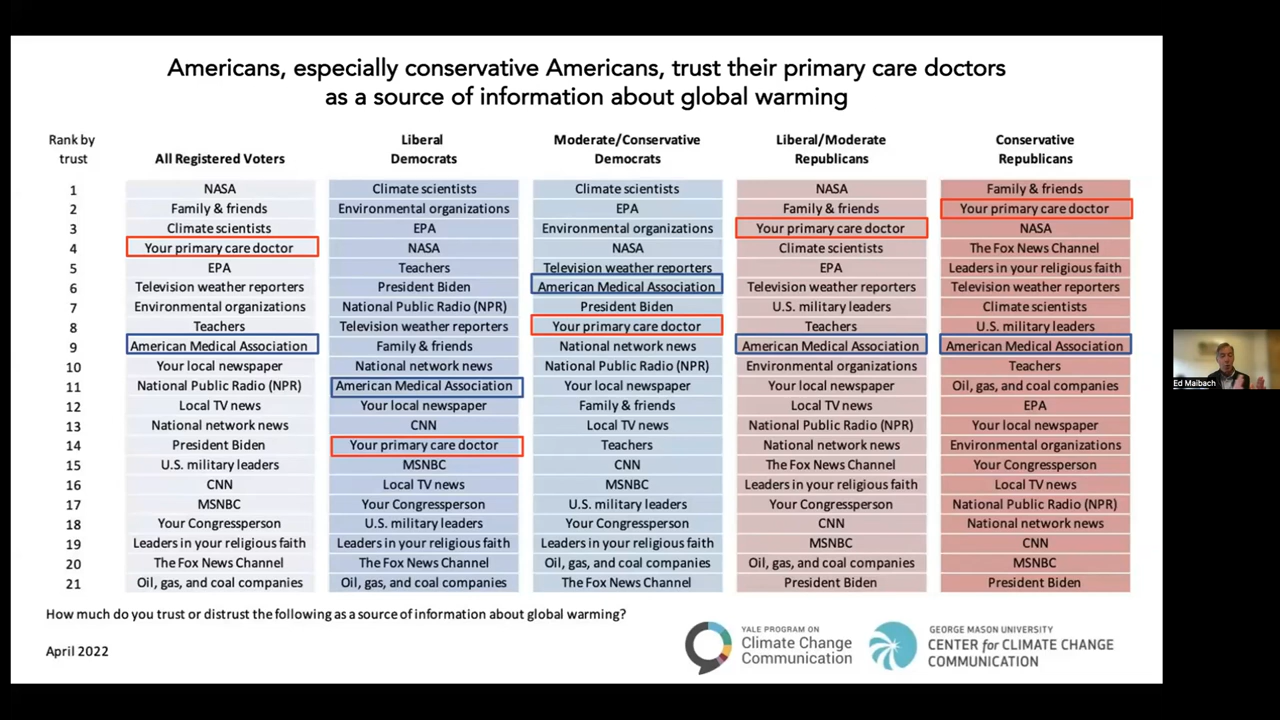 Americans, especially conservative Americans, trust their primary care doctors
as a source of information about global warming
Rank by trust All Registered Voters Liberal Democrats Moderate/Conservative Democrats Liberal/Moderate Republicans Conservative Republicans
1 NASA Climate scientists Climate scientists NASA Family & friends
2 Family & friends Environmental organizations EPA Family & friends Your primary care doctor
3 Climate scientists EPA Environmental organizations Your primary care doctor NASA
4 Your primary care doctor NASA NASA Climate scientists The Fox News Channel
5 EPA Teachers Television weather reporters EPA Leaders in your religious faith
6 Television weather reporters President Biden American Medical Association Television weather reporters Television weather reporters
7 Environmental organizations National Public Radio (NPR) President Biden U.S. military leaders Climate scientists
8 Teachers Television weather reporters Your primary care doctor Teachers U.S. military leaders
9 American Medical Association Family & friends National network news American Medical Association American Medical Association
10 Your local newspaper National network news National Public Radio (NPR) Environmental organizations Teachers
11 National Public Radio (NPR) American Medical Association Your local newspaper Your local newspaper Oil, gas, and coal companies
12 Local TV news Your local newspaper Family & friends Local TV news EPA
13 National network news CNN Local TV news National Public Radio (NPR) Your local newspaper
14 President Biden Your primary care doctor Teachers National network news Environmental organizations
15 U.S. military leaders MSNBC CNN The Fox News Channel Your Congressperson
16 CNN Local TV news MSNBC Leaders in your religious faith Local TV news
17 MSNBC Your Congressperson U.S. military leaders Your Congressperson National Public Radio (NPR)
18 Your Congressperson U.S. military leaders Your Congressperson CNN National network news
19 Leaders in your religious faith Leaders in your religious faith Leaders in your religious faith MSNBC CNN
20 The Fox News Channel The Fox News Channel Oil, gas, and coal companies Oil, gas, and coal companies MSNBC
21 Oil, gas, and coal companies Oil, gas, and coal companies The Fox News Channel President Biden President Biden
How much do you trust or distrust the following as a source of information about global warming?
April 2022
YALE PROGRAM ON
Climate Change
Communication
GEORGE MASON UNIVERSITY
CENTER for CLIMATE CHANGE
COMMUNICATION
Ed Maibach